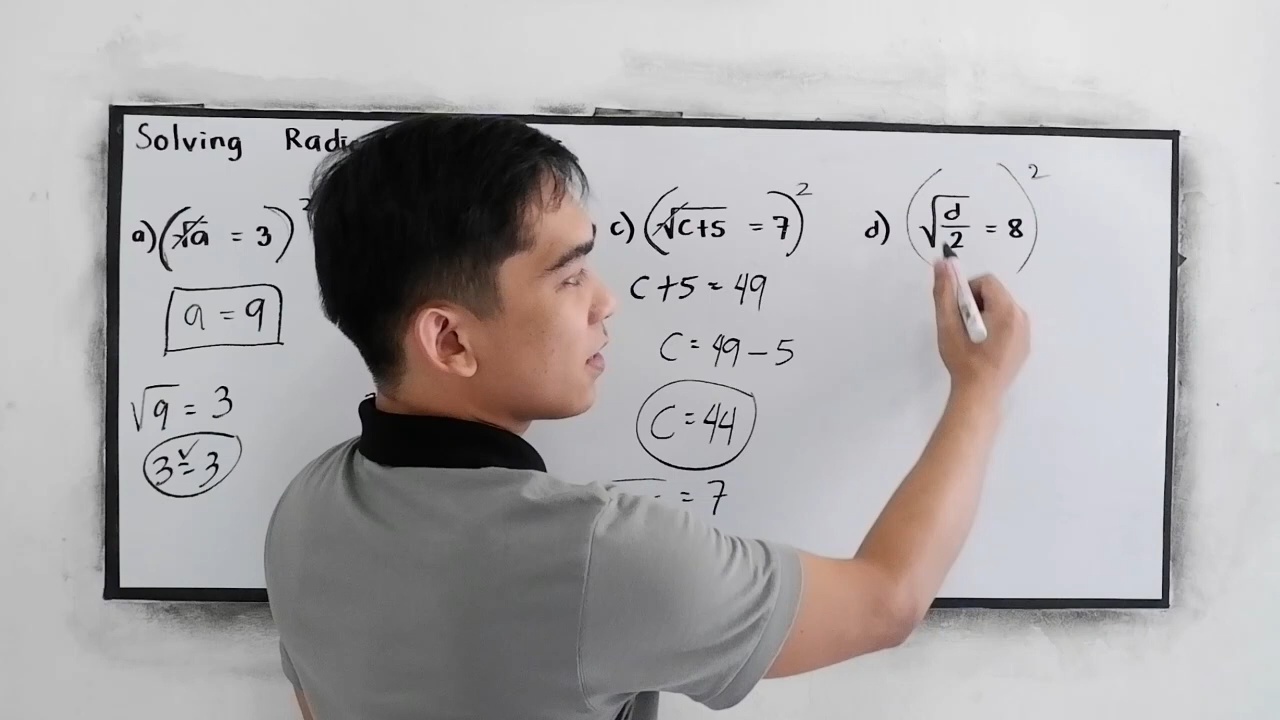 Solving
a) (√a = 3)²
a = 9
√9 = 3
3 = 3
c) (√c+5 = 7)²
c + 5 = 49
c = 49 - 5
c = 44
= 7
d) (√d/2 = 8)²